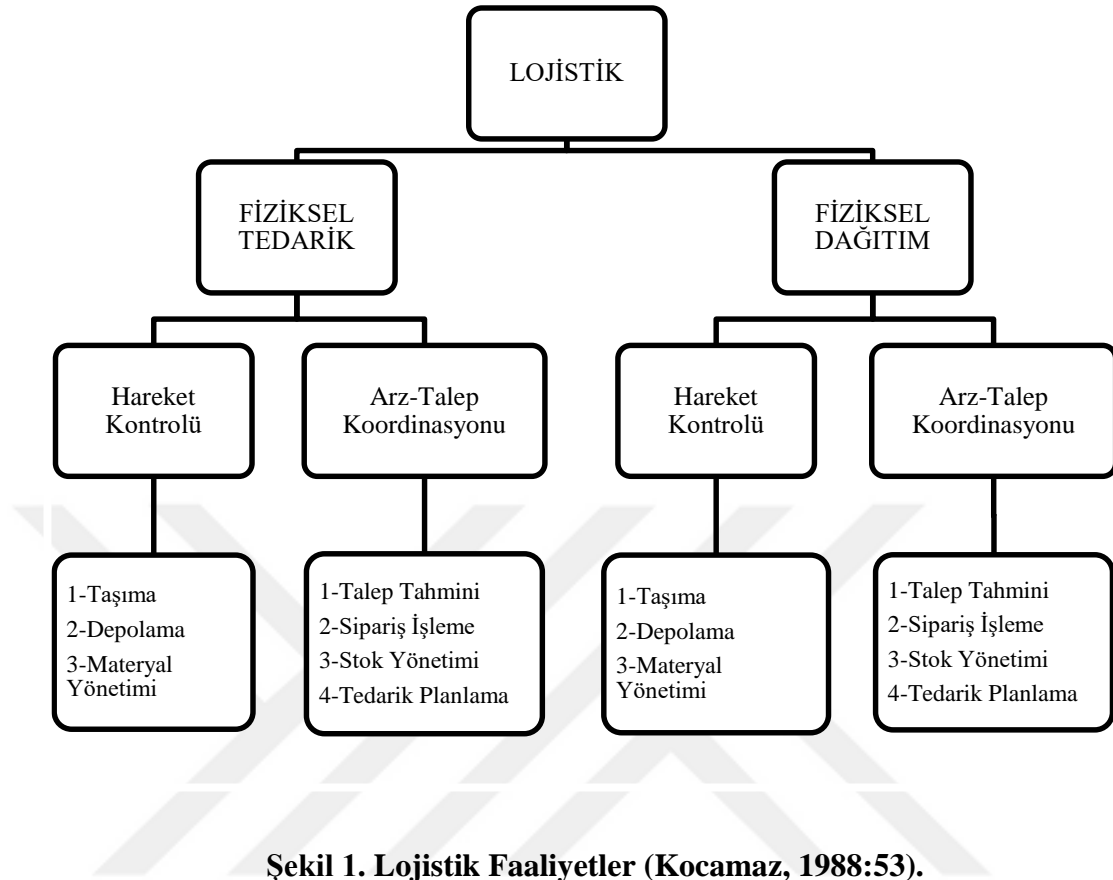 LOJİSTİK
FİZİKSEL
TEDARİK
FİZİKSEL
DAĞITIM
Hareket
Kontrolü
Arz-Talep
Koordinasyonu
Hareket
Kontrolü
Arz-Talep
Koordinasyonu
1-Taşıma
2-Depolama
3-Materyal
Yönetimi
1-Talep Tahmini
2-Sipariş İşleme
3-Stok Yönetimi
4-Tedarik Planlama
1-Taşıma
2-Depolama
3-Materyal
Yönetimi
1-Talep Tahmini
2-Sipariş İşleme
3-Stok Yönetimi
4-Tedarik Planlama
Şekil 1. Lojistik Faaliyetler (Kocamaz, 1988:53).